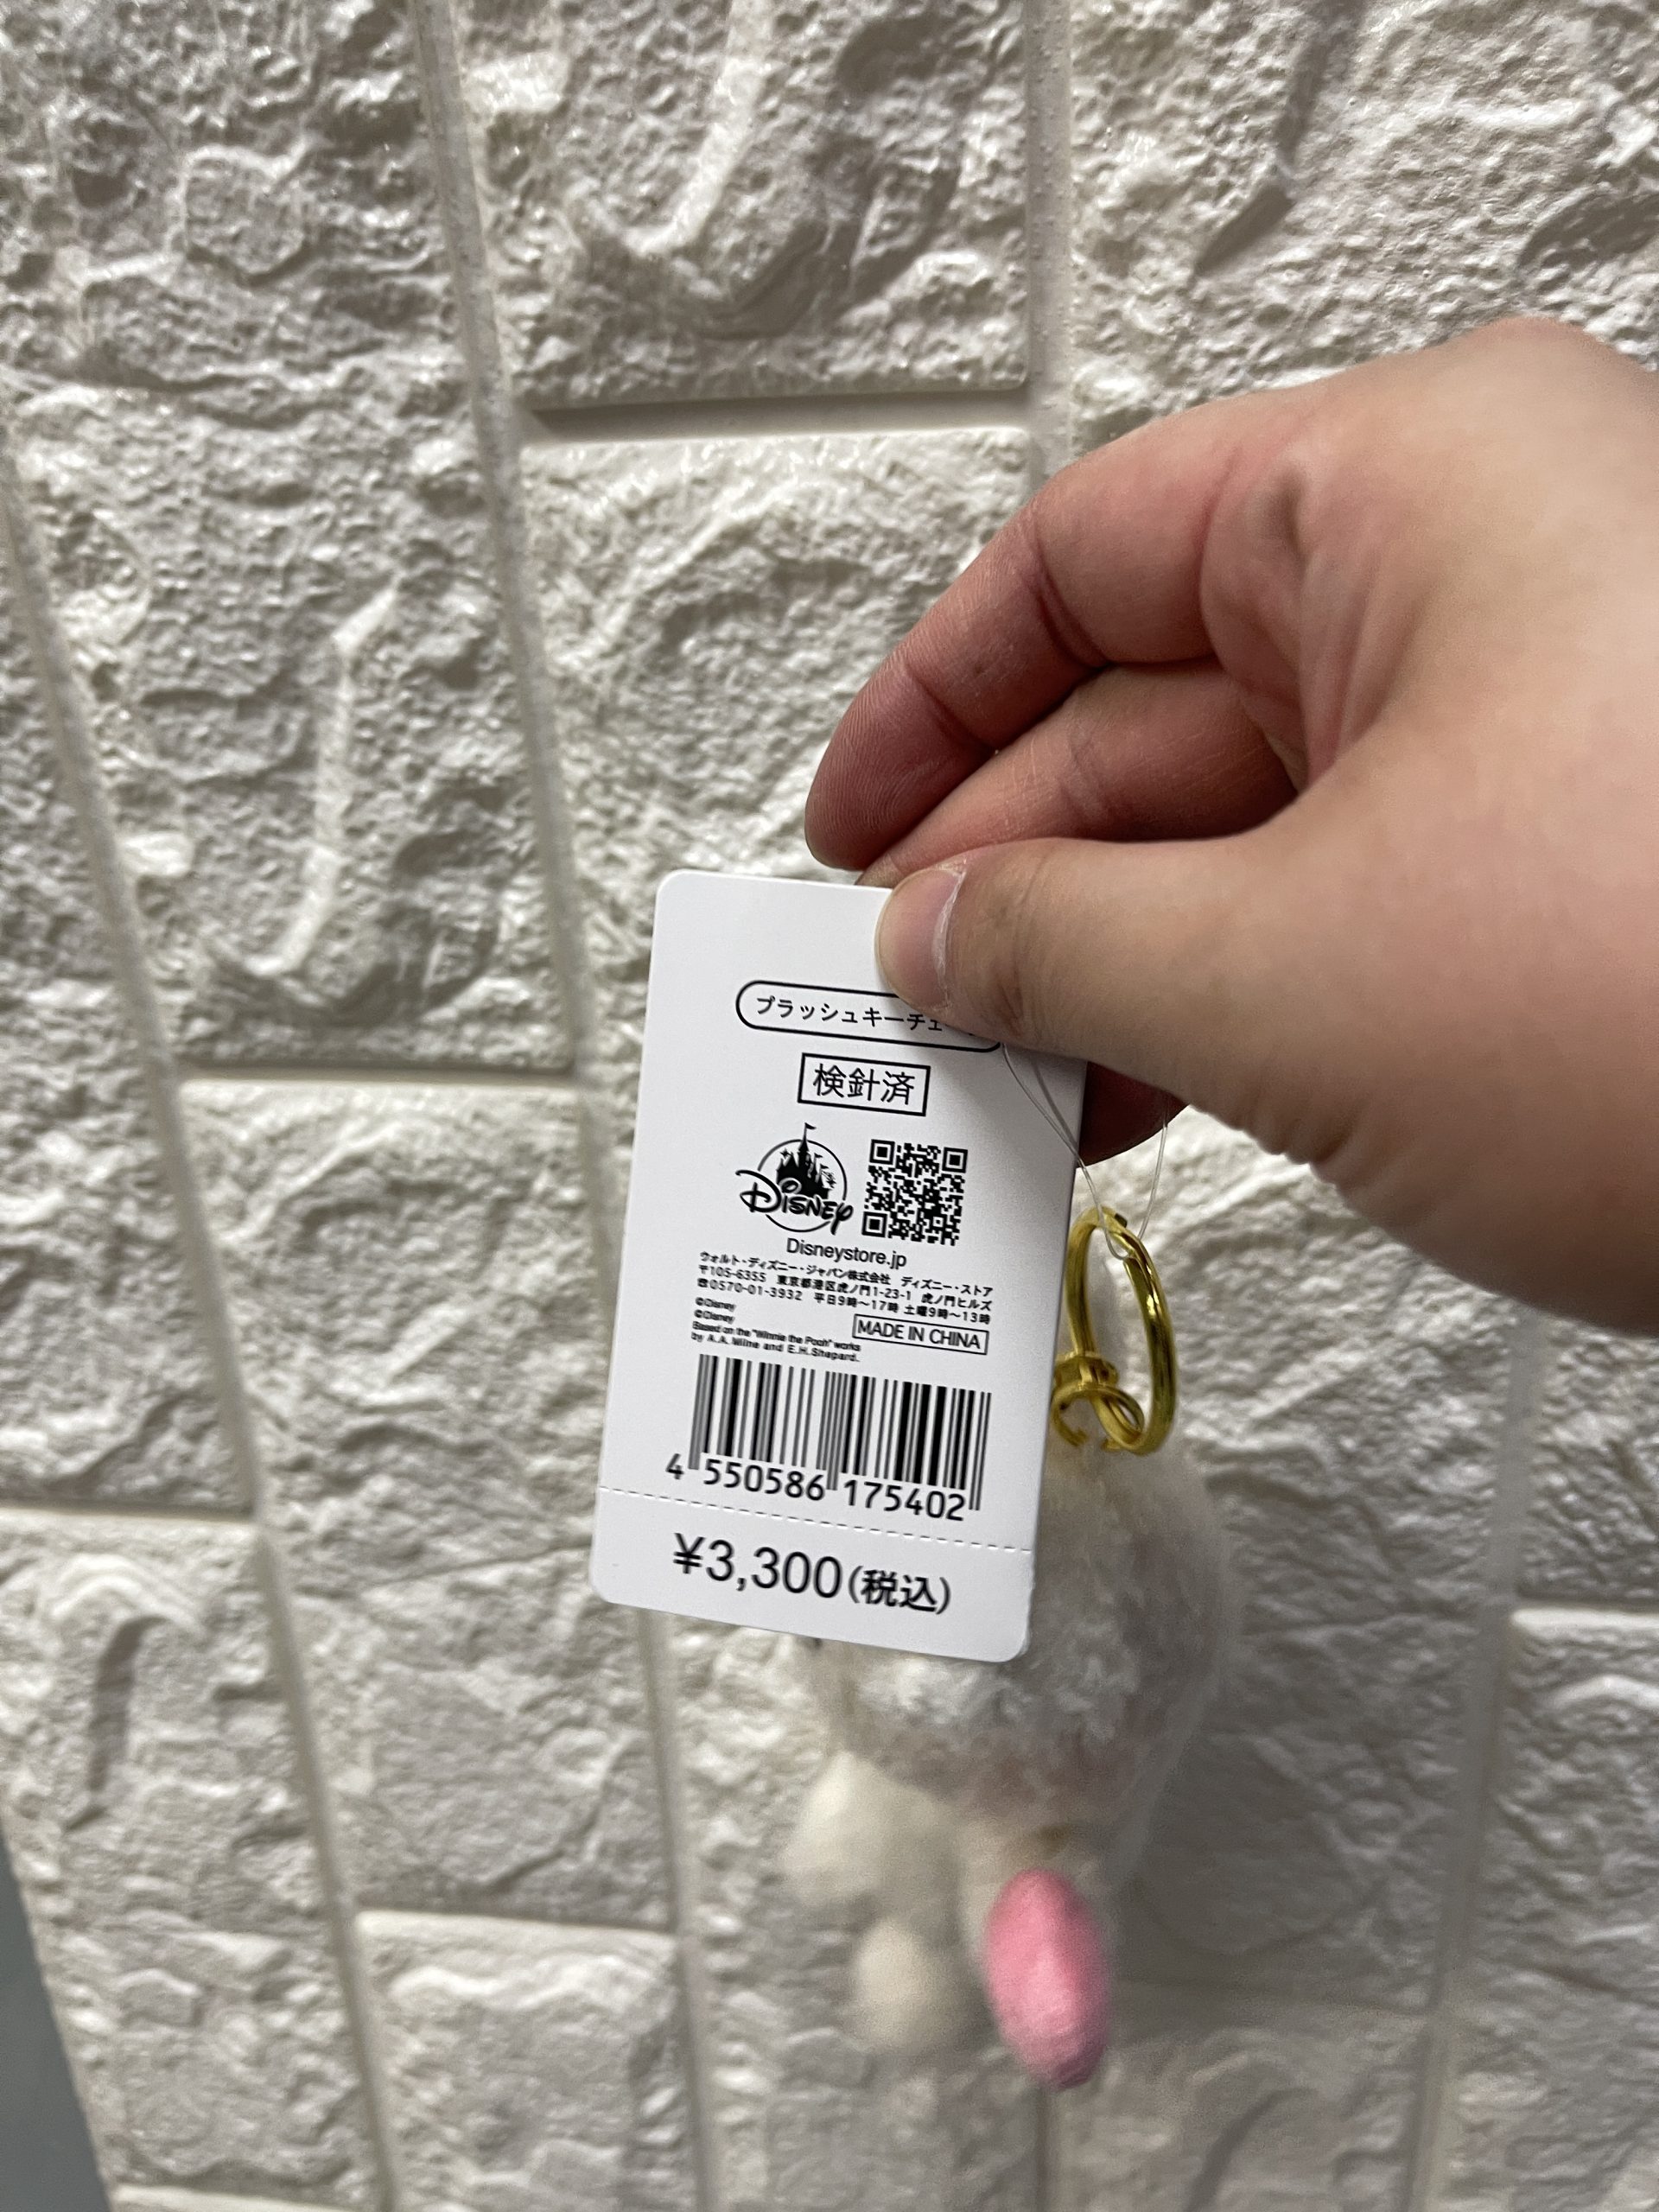 プラッシュキーチェ
検針済
Disney
Disneystore.jp
ウォルト・ディズニー・ジャパン株式会社 ディズニー・ストア
〒105-6355 東京都港区虎ノ門1-23-1 虎ノ門ヒルズ
☎0570-01-3932 平日9時〜17時 土曜9時〜13時
©Disney
©Disney
Based on the "Winnie the Pooh" works
by A.A. Milne and E.H.Shepard.
MADE IN CHINA
4 550586 175402
¥3,300(税込)